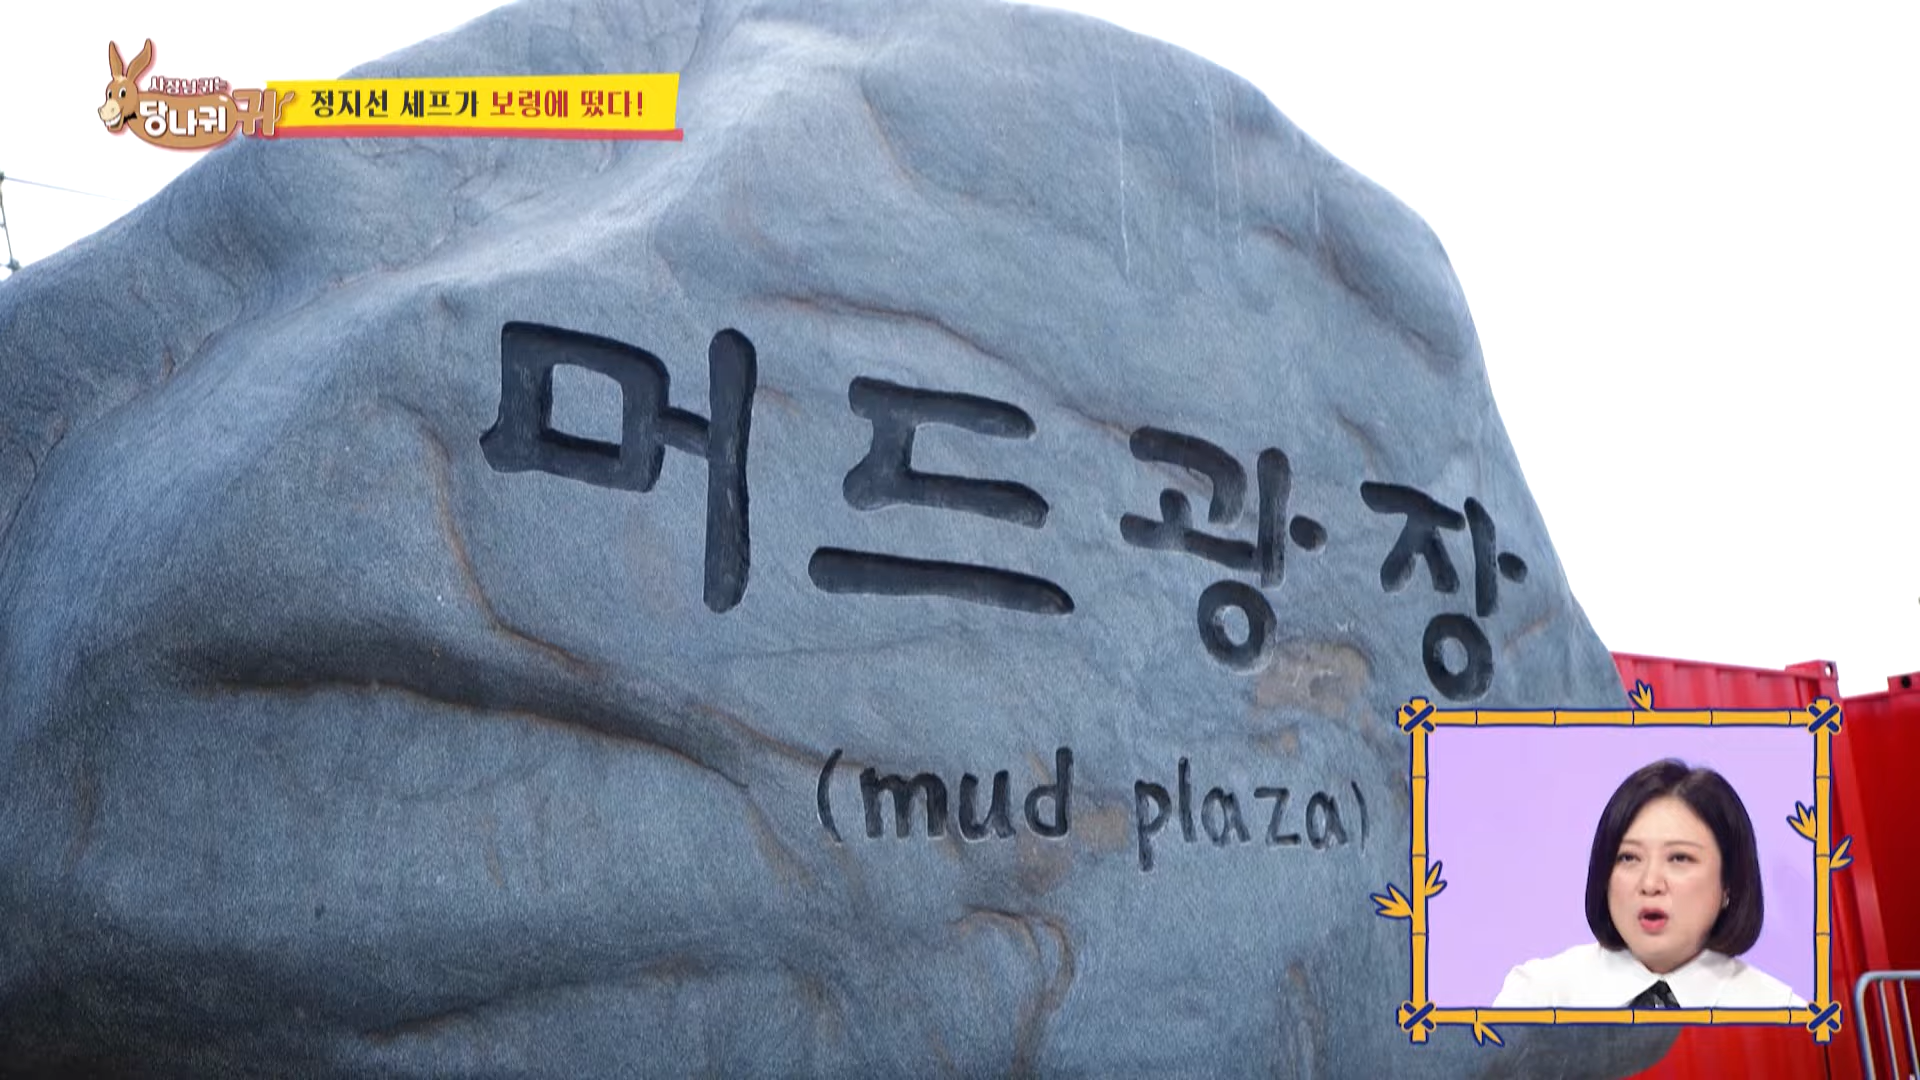 사장님 귀는
당나귀 귀
정지선 셰프가 보령에 떴다!
머드광장
(mud plaza)